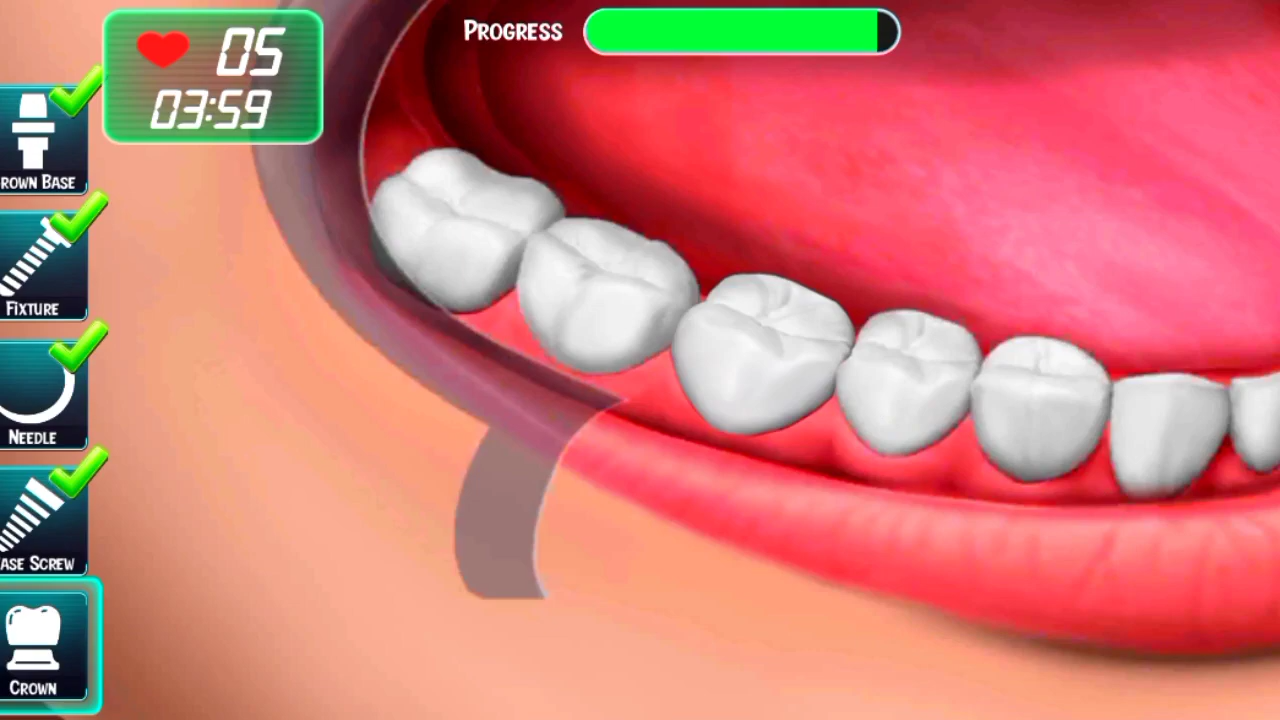 PROGRESS
05
03:59
ROWN BASE
FIXTURE
NEEDLE
ASE SCREW
CROWN